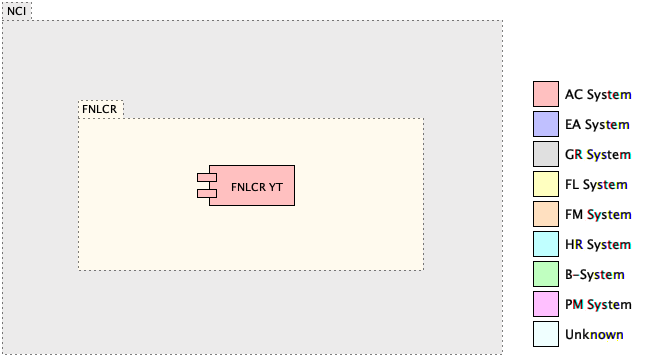 NCI
FNLCR
FNLCR YT
AC System
EA System
GR System
FL System
FM System
HR System
B-System
PM System
Unknown